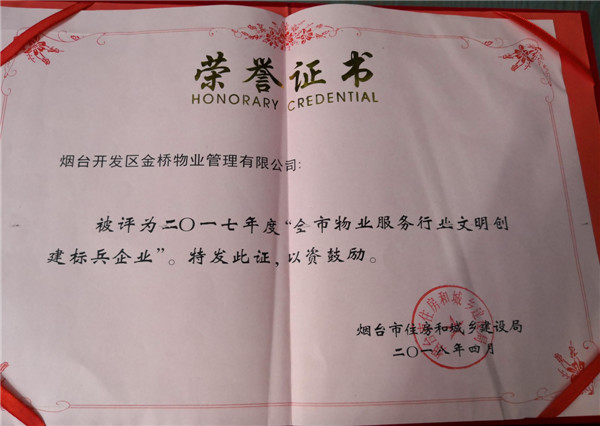 荣誉证书
HONORARY CREDENTIAL
烟台开发区金桥物业管理有限公司:
被评为二〇一七年度“全市物业服务行业文明创
建标兵企业”。特发此证,以资鼓励。
烟台市住房和城乡建设局
二〇一八年四月